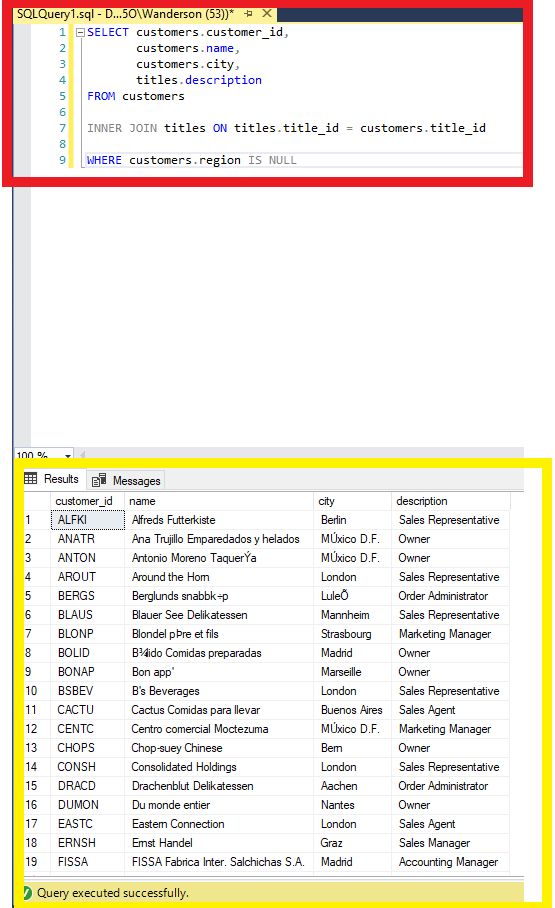 SQLQuery1.sql - D...5O\Wanderson (53))*
1 SELECT customers.customer_id,
2 customers.name,
3 customers.city,
4 titles.description
5 FROM customers
6
7 INNER JOIN titles ON titles.title_id = customers.title_id
8
9 WHERE customers.region IS NULL
100 %
Results Messages
customer_id name city description
1 ALFKI Alfreds Futterkiste Berlin Sales Representative
2 ANATR Ana Trujillo Emparedados y helados MÚxico D.F. Owner
3 ANTON Antonio Moreno TaquerÝa MÚxico D.F. Owner
4 AROUT Around the Horn London Sales Representative
5 BERGS Berglunds snabbk÷p LuleÕ Order Administrator
6 BLAUS Blauer See Delikatessen Mannheim Sales Representative
7 BLONP Blondel pÞre et fils Strasbourg Marketing Manager
8 BOLID B¾lido Comidas preparadas Madrid Owner
9 BONAP Bon app' Marseille Owner
10 BSBEV B's Beverages London Sales Representative
11 CACTU Cactus Comidas para llevar Buenos Aires Sales Agent
12 CENTC Centro comercial Moctezuma MÚxico D.F. Marketing Manager
13 CHOPS Chop-suey Chinese Bern Owner
14 CONSH Consolidated Holdings London Sales Representative
15 DRACD Drachenblut Delikatessen Aachen Order Administrator
16 DUMON Du monde entier Nantes Owner
17 EASTC Eastern Connection London Sales Agent
18 ERNSH Ernst Handel Graz Sales Manager
19 FISSA FISSA Fabrica Inter. Salchichas S.A. Madrid Accounting Manager
Query executed successfully.